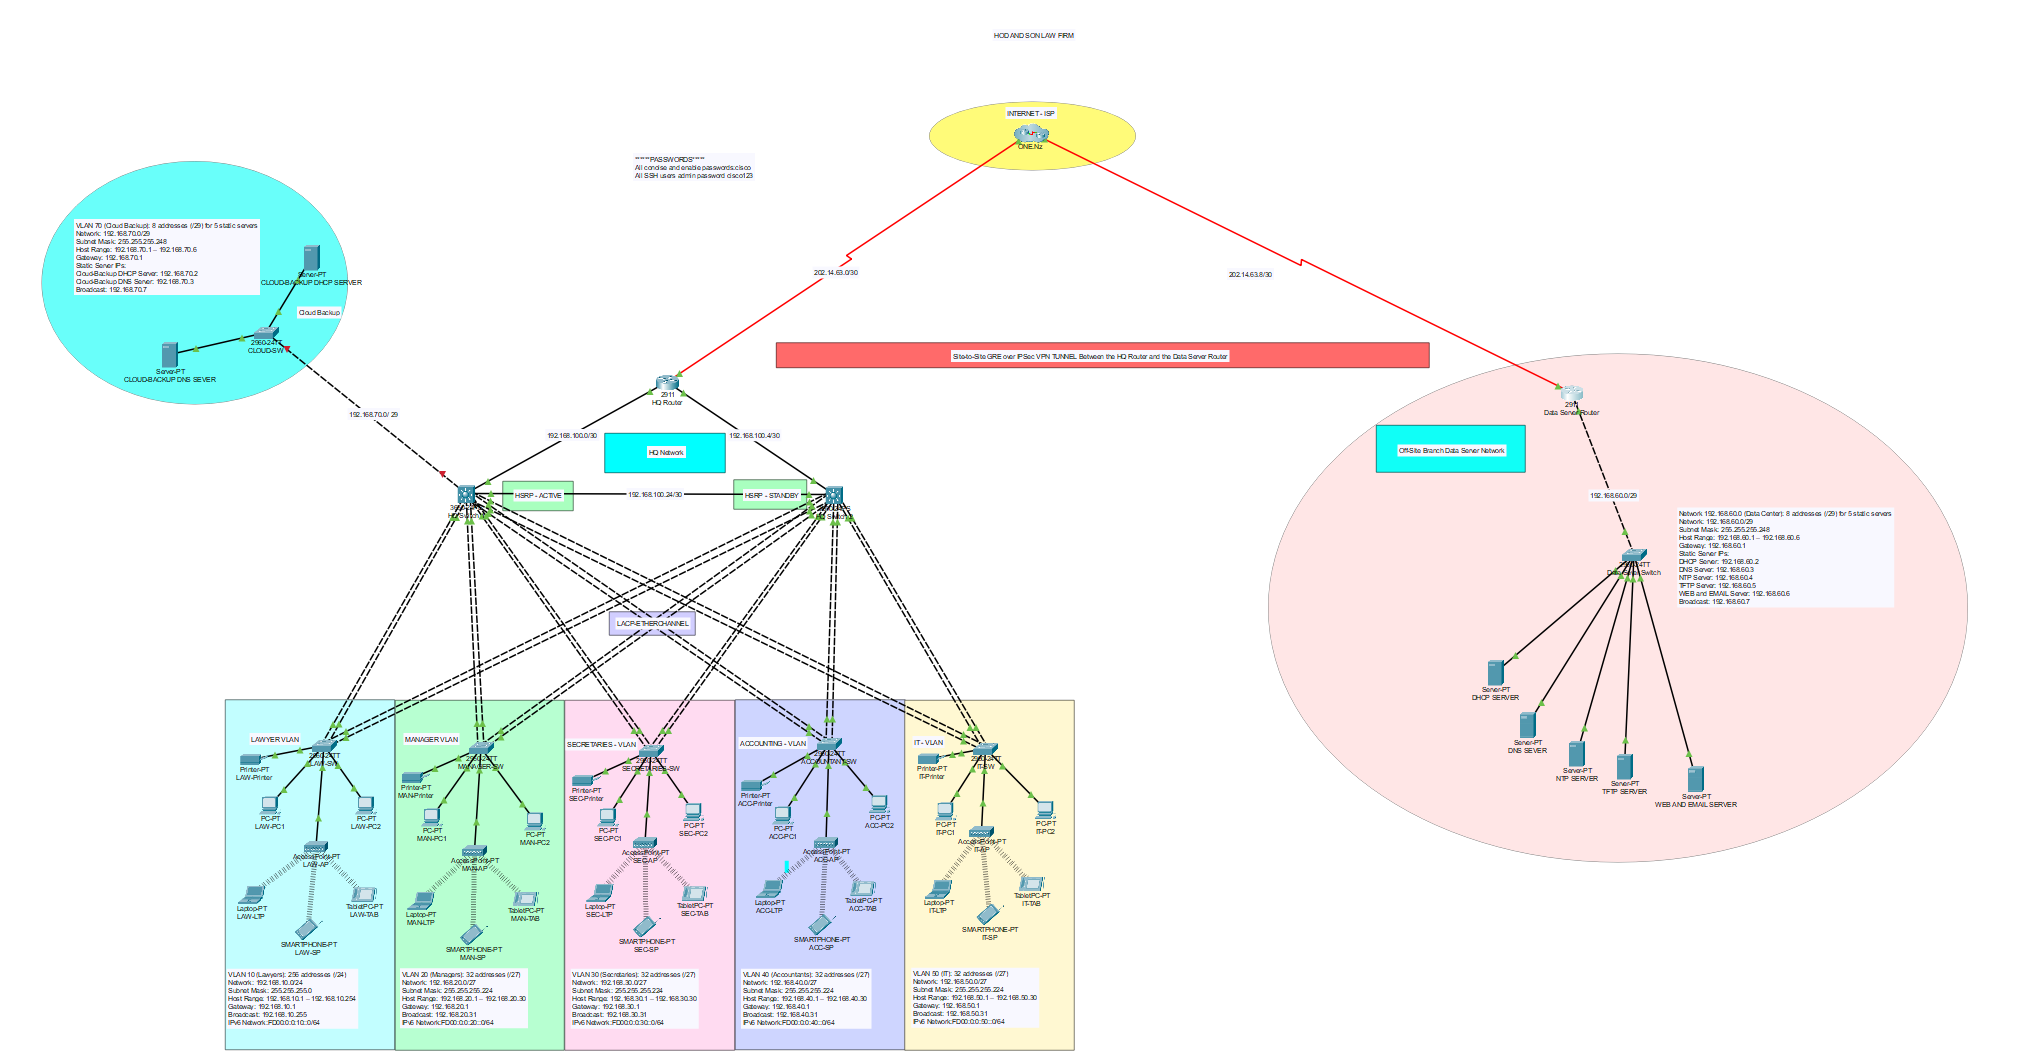 HOD AND SON LAW FIRM
INTERNET - ISP
ONE.Nz
******PASSWORDS*****
All conolse and enable passwords:cisco
All SSH users admin password cisco123
VLAN 70 (Cloud Backup): 8 addresses (/29) for 5 static servers
Network: 192.168.70.0/29
Subnet Mask: 255.255.255.248
Host Range: 192.168.70.1 – 192.168.70.6
Gateway: 192.168.70.1
Static Server IPs:
Cloud-Backup DHCP Server: 192.168.70.2
Cloud-Backup DNS Server: 192.168.70.3
Broadcast: 192.168.70.7
Server-PT
CLOUD-BACKUP DHCP SERVER
Cloud Backup
2960-24TT
CLOUD-SW
Server-PT
CLOUD-BACKUP DNS SEVER
192.168.70.0/ 29
202.14.63.0/30
202.14.63.8/30
Site-to-Site GRE over IPSec VPN TUNNEL Between the HQ Router and the Data Server Router
2911
HQ Router
192.168.100.0/30
192.168.100.4/30
HQ Network
HSRP - ACTIVE
192.168.100.24/30
HSRP - STANDBY
LACP-ETHERCHANNEL
Data Server Router
Off-Site Branch Data Server Network
192.168.60.0/29
Network 192.168.60.0 (Data Center): 8 addresses (/29) for 5 static servers
Network: 192.168.60.0/29
Subnet Mask: 255.255.255.248
Host Range: 192.168.60.1 – 192.168.60.6
Gateway: 192.168.60.1
Static Server IPs:
DHCP Server: 192.168.60.2
DNS Server: 192.168.60.3
NTP Server: 192.168.60.4
TFTP Server: 192.168.60.5
WEB and EMAIL Server: 192.168.60.6
Broadcast: 192.168.60.7
2960-24TT
Data Server Switch
Server-PT
DHCP SERVER
Server-PT
DNS SEVER
Server-PT
NTP SERVER
Server-PT
TFTP SERVER
Server-PT
WEB AND EMAIL SERVER
LAWYER VLAN
2960-24TT
LAW-SW
Printer-PT
LAW-Printer
PC-PT
LAW-PC1
PC-PT
LAW-PC2
AccessPoint-PT
LAW-AP
Laptop-PT
LAW-LTP
TabletPC-PT
LAW-TAB
SMARTPHONE-PT
LAW-SP
VLAN 10 (Lawyers): 256 addresses (/24)
Network: 192.168.10.0/24
Subnet Mask: 255.255.255.0
Host Range: 192.168.10.1 – 192.168.10.254
Gateway: 192.168.10.1
Broadcast: 192.168.10.255
IPv6 Network:FD00:0:0:10::0/64
MANAGER VLAN
2960-24TT
MANAGER-SW
Printer-PT
MAN-Printer
PC-PT
MAN-PC1
PC-PT
MAN-PC2
AccessPoint-PT
MAN-AP
Laptop-PT
MAN-LTP
TabletPC-PT
MAN-TAB
SMARTPHONE-PT
MAN-SP
VLAN 20 (Managers): 32 addresses (/27)
Network: 192.168.20.0/27
Subnet Mask: 255.255.255.224
Host Range: 192.168.20.1 – 192.168.20.30
Gateway: 192.168.20.1
Broadcast: 192.168.20.31
IPv6 Network:FD00:0:0:20::0/64
SECRETARIES - VLAN
2960-24TT
SECRETARIES-SW
Printer-PT
SEC-Printer
PC-PT
SEC-PC1
PC-PT
SEC-PC2
AccessPoint-PT
SEC-AP
Laptop-PT
SEC-LTP
TabletPC-PT
SEC-TAB
SMARTPHONE-PT
SEC-SP
VLAN 30 (Secretaries): 32 addresses (/27)
Network: 192.168.30.0/27
Subnet Mask: 255.255.255.224
Host Range: 192.168.30.1 – 192.168.30.30
Gateway: 192.168.30.1
Broadcast: 192.168.30.31
IPv6 Network:FD00:0:0:30::0/64
ACCOUNTING - VLAN
2960-24TT
ACCOUNTANT-SW
Printer-PT
ACC-Printer
PC-PT
ACC-PC1
PC-PT
ACC-PC2
AccessPoint-PT
ACC-AP
Laptop-PT
ACC-LTP
TabletPC-PT
ACC-TAB
SMARTPHONE-PT
ACC-SP
VLAN 40 (Accountants): 32 addresses (/27)
Network: 192.168.40.0/27
Subnet Mask: 255.255.255.224
Host Range: 192.168.40.1 – 192.168.40.30
Gateway: 192.168.40.1
Broadcast: 192.168.40.31
IPv6 Network:FD00:0:0:40::0/64
IT - VLAN
2960-24TT
IT-SW
Printer-PT
IT-Printer
PC-PT
IT-PC1
PC-PT
IT-PC2
AccessPoint-PT
IT-AP
Laptop-PT
IT-LTP
TabletPC-PT
IT-TAB
SMARTPHONE-PT
IT-SP
VLAN 50 (IT): 32 addresses (/27)
Network: 192.168.50.0/27
Subnet Mask: 255.255.255.224
Host Range: 192.168.50.1 – 192.168.50.30
Gateway: 192.168.50.1
Broadcast: 192.168.50.31
IPv6 Network:FD00:0:0:50::0/64